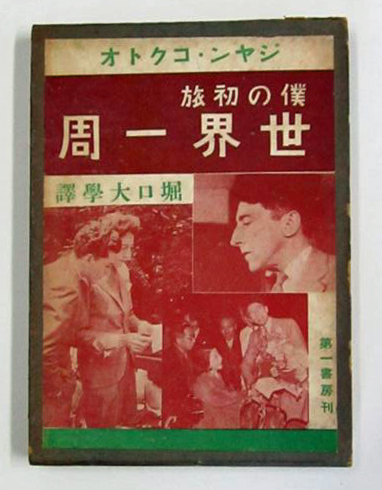 ジヤン・コクトオ
僕の初旅
世界一周
堀口大學譯
第一書房刊